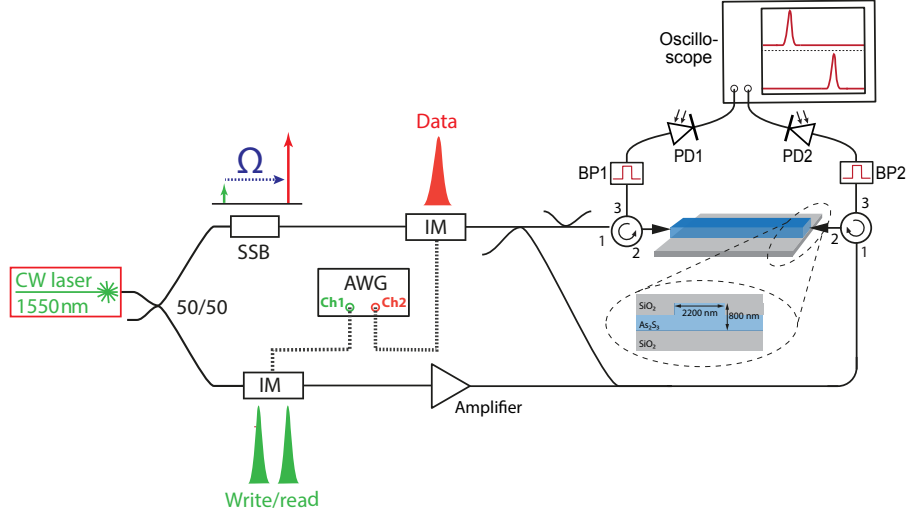 Oscillo-
scope
Data
Ω
PD1
PD2
BP1
BP2
3
3
1
2
2
1
SSB
IM
CW laser
1550nm
50/50
AWG
Ch1
Ch2
SiO2
2200 nm
800 nm
As2S3
SiO2
IM
Amplifier
Write/read